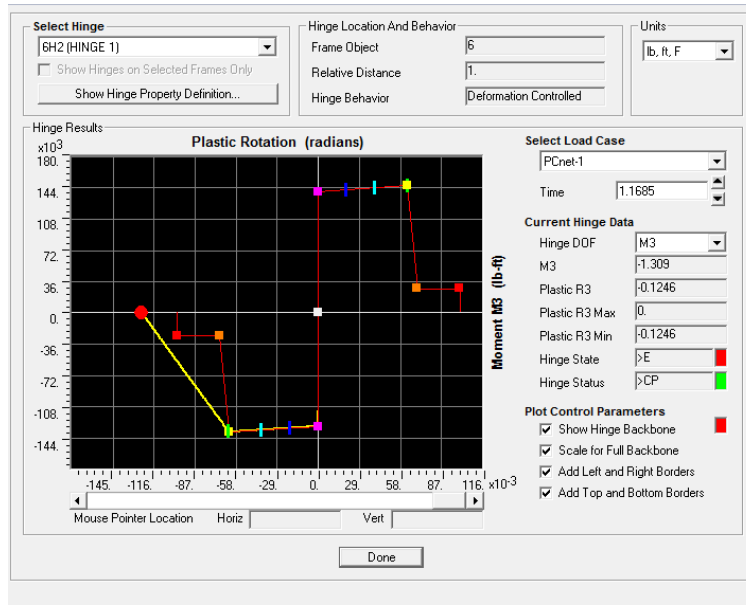 Select Hinge
6H2 (HINGE 1)
Show Hinges on Selected Frames Only
Show Hinge Property Definition...
Hinge Location And Behavior
Frame Object 6
Relative Distance 1.
Hinge Behavior Deformation Controlled
Units
lb, ft, F
Hinge Results
Plastic Rotation (radians)
x10³
180.
144.
108.
72.
36.
0.
-36.
-72.
-108.
-144.
-145. -116. -87. -58. -29. 0. 29. 58. 87. 116. x10-3
Moment M3 (lb-ft)
Mouse Pointer Location Horiz Vert
Select Load Case
PCnet-1
Time 1.1685
Current Hinge Data
Hinge DOF M3
M3 -1.309
Plastic R3 -0.1246
Plastic R3 Max 0.
Plastic R3 Min -0.1246
Hinge State >E
Hinge Status >CP
Plot Control Parameters
Show Hinge Backbone
Scale for Full Backbone
Add Left and Right Borders
Add Top and Bottom Borders
Done